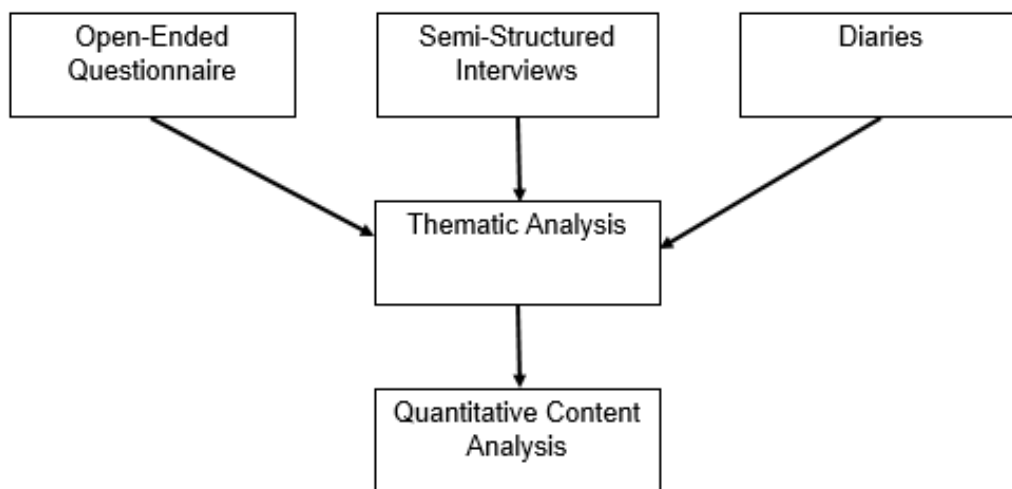 Open-Ended
Questionnaire
Semi-Structured
Interviews
Diaries
Thematic Analysis
Quantitative Content
Analysis